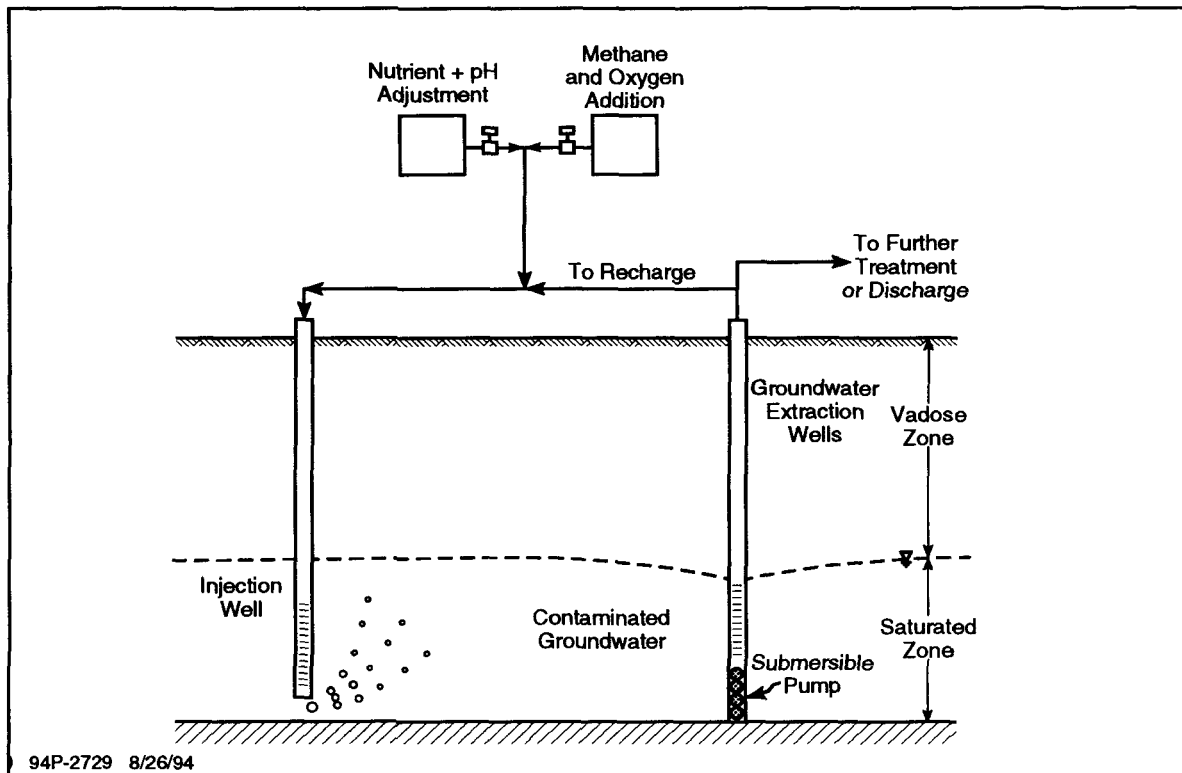 Nutrient + pH
Adjustment
Methane
and Oxygen
Addition
To Recharge
To Further
Treatment
or Discharge
Groundwater
Extraction
Wells
Vadose
Zone
Injection
Well
Contaminated
Groundwater
Saturated
Zone
Submersible
Pump
94P-2729 8/26/94